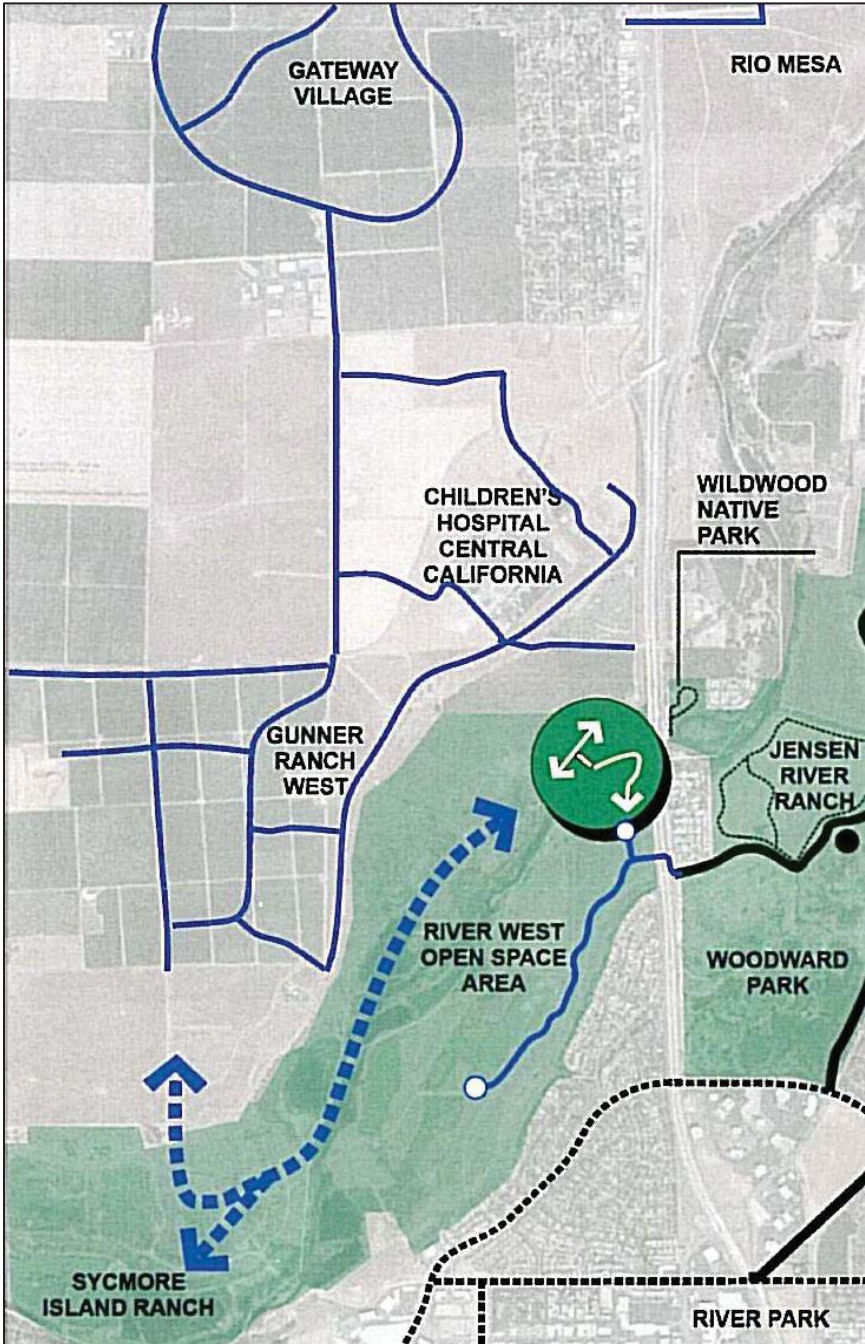 GATEWAY
VILLAGE
RIO MESA
CHILDREN'S
HOSPITAL
CENTRAL
CALIFORNIA
WILDWOOD
NATIVE
PARK
GUNNER
RANCH
WEST
JENSEN
RIVER
RANCH
RIVER WEST
OPEN SPACE
AREA
WOODWARD
PARK
SYCMORE
ISLAND RANCH
RIVER PARK